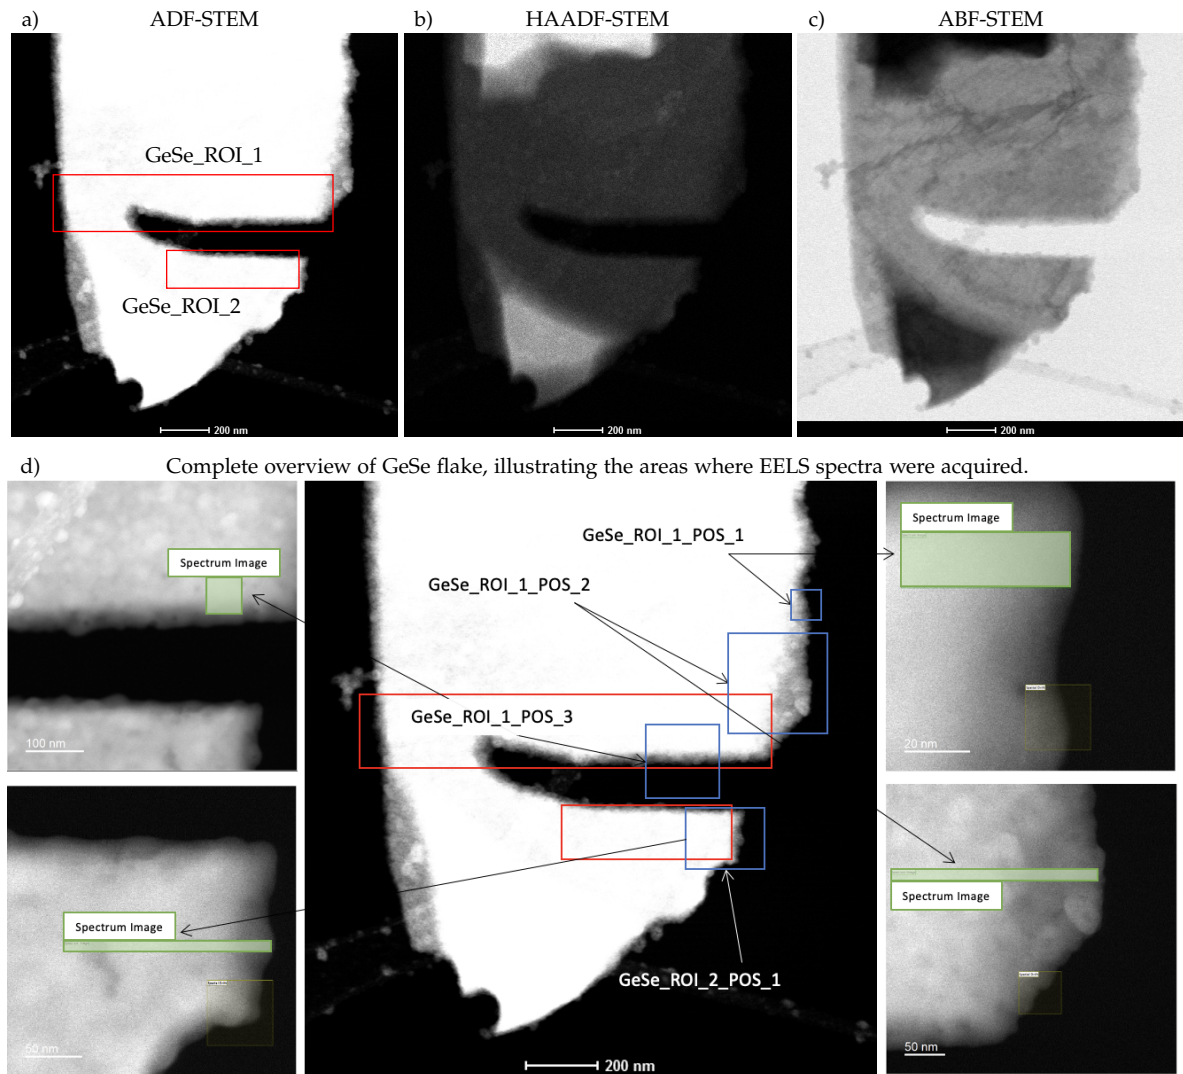 a)
ADF-STEM
b)
HAADF-STEM
c)
ABF-STEM
GeSe_ROI_1
GeSe_ROI_2
200 nm
200 nm
200 nm
d)
Complete overview of GeSe flake, illustrating the areas where EELS spectra were acquired.
Spectrum Image
100 nm
GeSe_ROI_1_POS_1
GeSe_ROI_1_POS_2
GeSe_ROI_1_POS_3
Spectrum Image
20 nm
Spectrum Image
50 nm
GeSe_ROI_2_POS_1
200 nm
Spectrum Image
50 nm